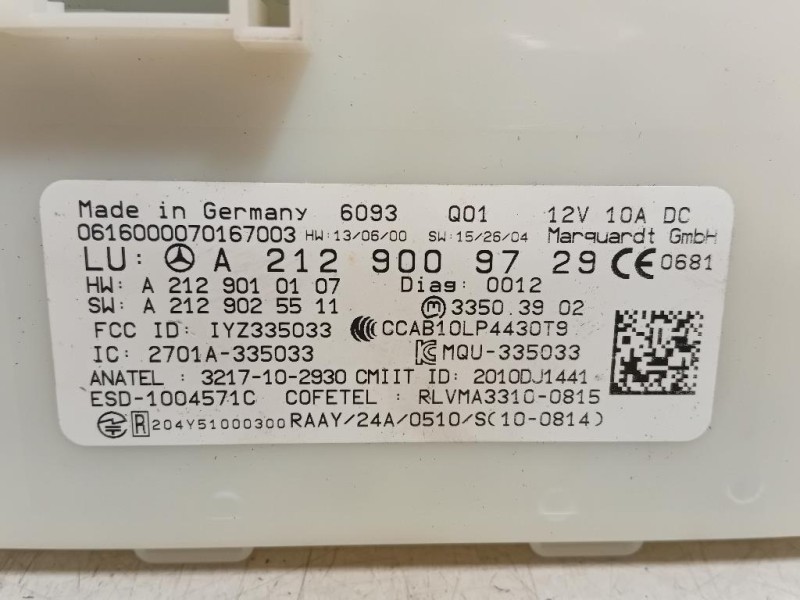 Made in Germany 6093 Q01 12V 10A DC
0616000070167003 HW:13/06/00 SW:15/26/04 Marquardt GmbH
LU: A 212 900 97 29 CE 0681
HW: A 212 901 01 07 Diag: 0012
SW: A 212 902 55 11 M 3350.3902
FCC ID: IYZ335033 CCAB10LP4430T9
IC: 2701A-335033 MQU-335033
ANATEL : 3217-10-2930 CMIIT ID: 2010DJ1441
ESD-1004571C COFETEL: RLVMA3310-0815
R 204Y51000300 RAAY/24A/0510/S(10-0814)